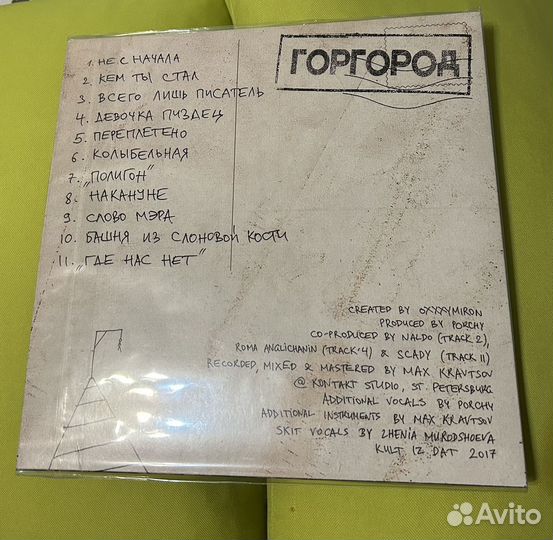 ГОРГОРОД
1. НЕ С НАЧАЛА
2. КЕМ ТЫ СТАЛ
3. ВСЕГО ЛИШЬ ПИСАТЕЛЬ
4. ДЕВОЧКА ПИЗДЕЦ
5. ПЕРЕПЛЕТЕНО
6. КОЛЫБЕЛЬНАЯ
7. „ПОЛИГОН"
8. НАКАНУНЕ
9. СЛОВО МЭРА
10. БАШНЯ ИЗ СЛОНОВОЙ КОСТИ
11. „ГДЕ НАС НЕТ"
CREATED BY OXXXYMIRON
PRODUCED BY PORCHY
CO-PRODUCED BY NALDO (TRACK 2),
ROMA ANGLICHANIN (TRACK 4) & SCADY (TRACK 11)
RECORDED, MIXED & MASTERED BY MAX KRAVTSOV
@ KONTAKT STUDIO, ST. PETERSBURG
ADDITIONAL VOCALS BY PORCHY
ADDITIONAL INSTRUMENTS BY MAX KRAVTSOV
SKIT VOCALS BY ZHENIA MURODSHOEVA
KULT IZ DAT 2017
Avito